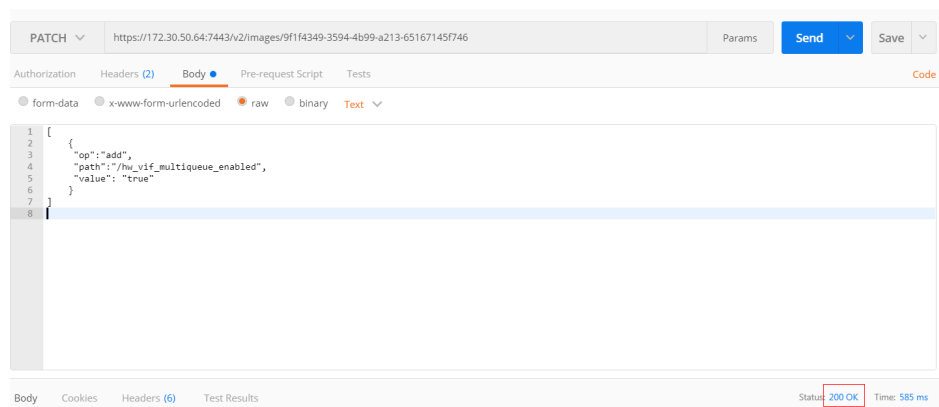 PATCH https://172.30.50.64:7443/v2/images/9f1f4349-3594-4b99-a213-65167145f746 Params Send Save
Authorization Headers (2) Body Pre-request Script Tests Code
form-data x-www-form-urlencoded raw binary Text
1 [
2 {
3 "op":"add",
4 "path":"/hw_vif_multiqueue_enabled",
5 "value": "true"
6 }
7 ]
8
Body Cookies Headers (6) Test Results Status: 200 OK Time: 585 ms